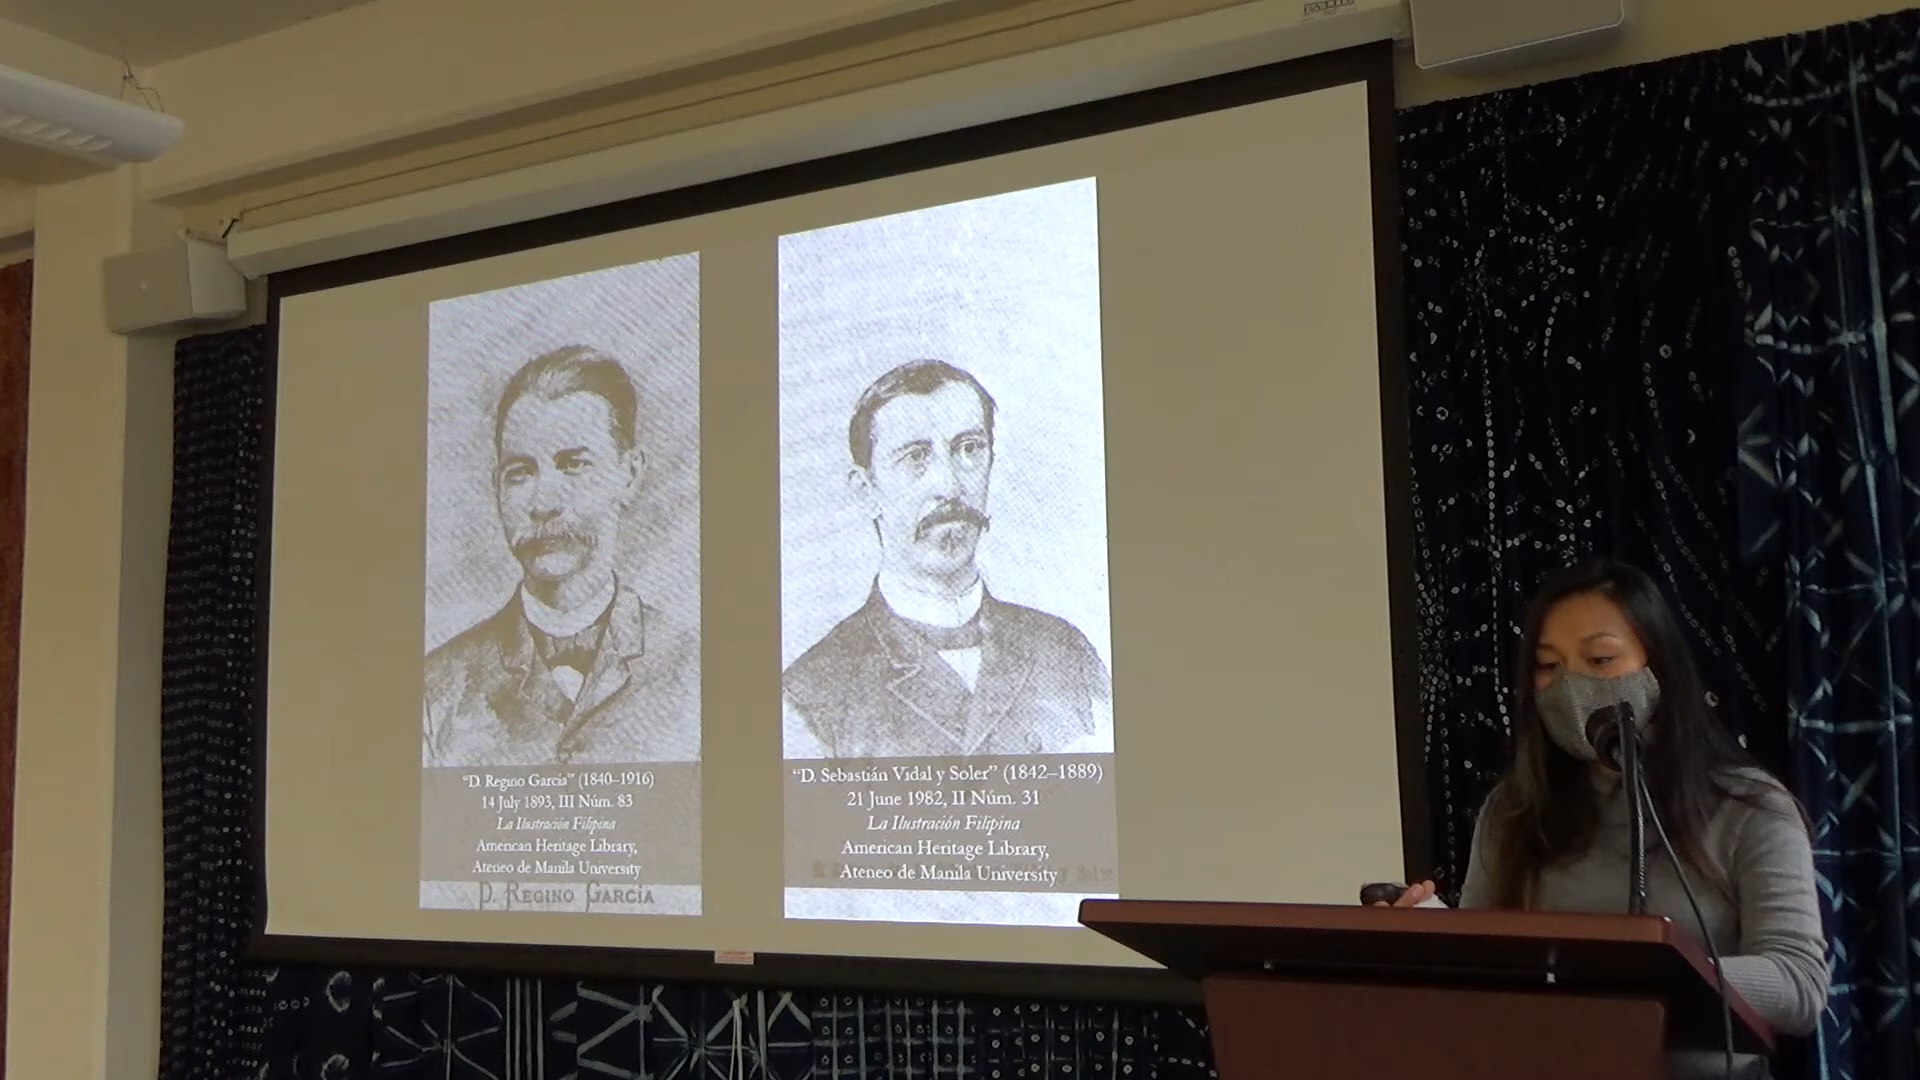 "D. Regino García" (1840–1916)
14 July 1893, III Núm. 83
La Ilustración Filipina
American Heritage Library,
Ateneo de Manila University
D. REGINO GARCÍA
"D. Sebastián Vidal y Soler" (1842–1889)
21 June 1982, II Núm. 31
La Ilustración Filipina
American Heritage Library,
Ateneo de Manila University